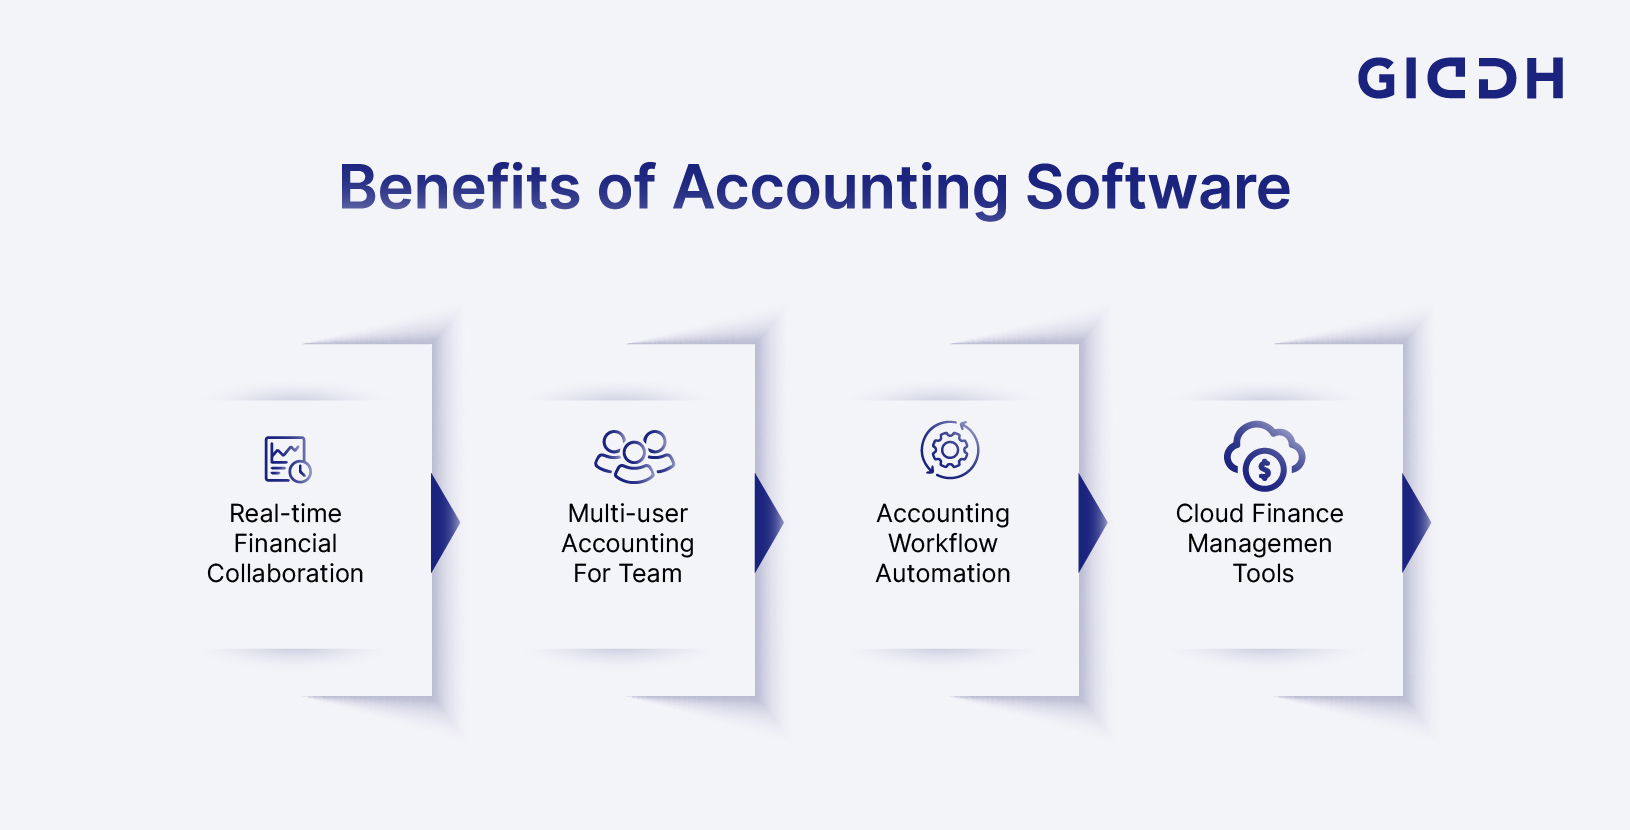 GIDDH
Benefits of Accounting Software
Real-time
Financial
Collaboration
Multi-user
Accounting
For Team
Accounting
Workflow
Automation
Cloud Finance
Managemen
Tools
$